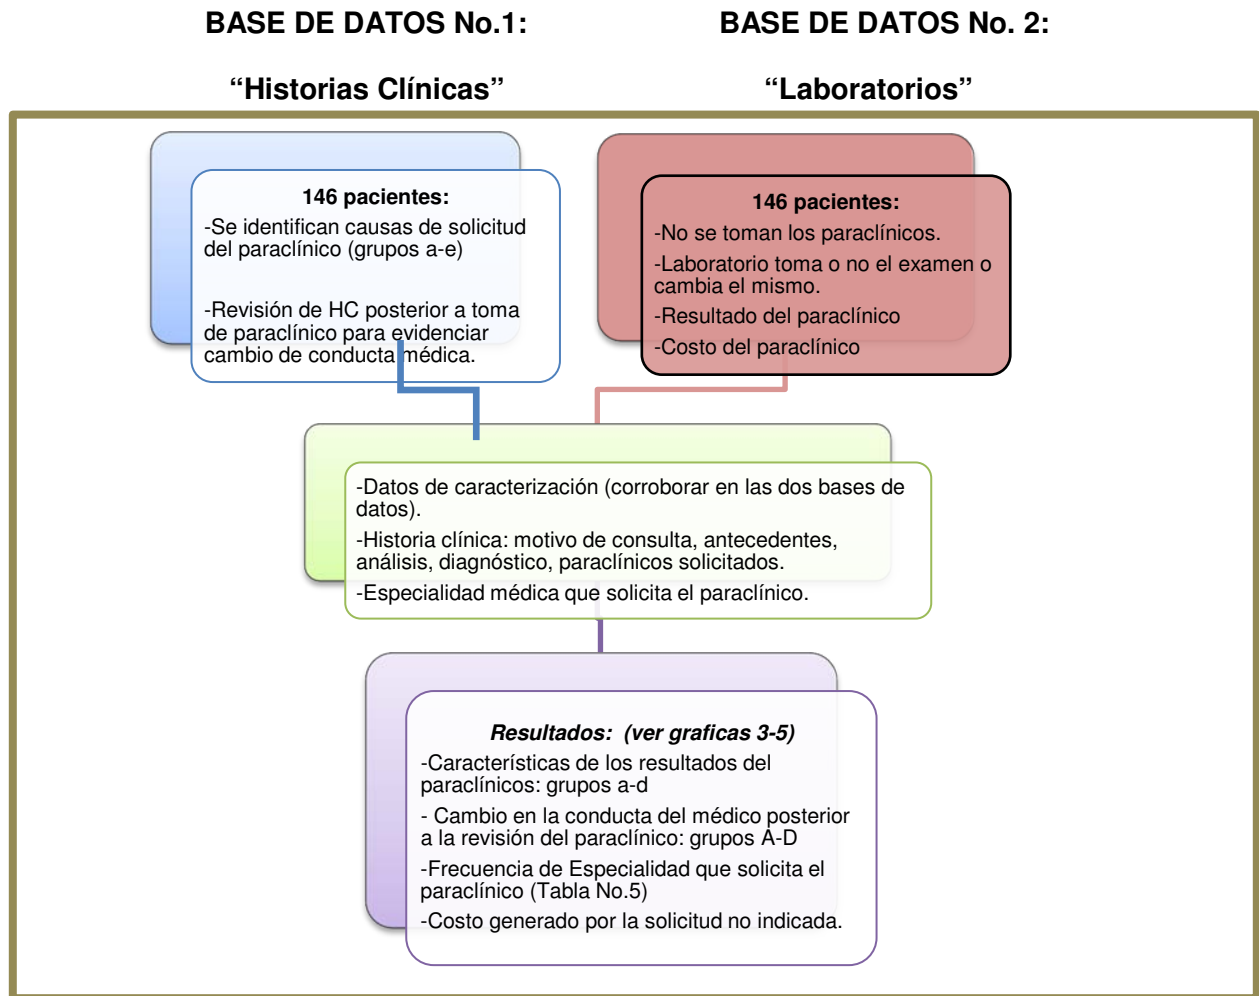 BASE DE DATOS No.1:
“Historias Clínicas”
BASE DE DATOS No. 2:
“Laboratorios”
146 pacientes:
-Se identifican causas de solicitud
del paraclínico (grupos a-e)
-Revisión de HC posterior a toma
de paraclínico para evidenciar
cambio de conducta médica.
146 pacientes:
-No se toman los paraclínicos.
-Laboratorio toma o no el examen o
cambia el mismo.
-Resultado del paraclínico
-Costo del paraclínico
-Datos de caracterización (corroborar en las dos bases de
datos).
-Historia clínica: motivo de consulta, antecedentes,
análisis, diagnóstico, paraclínicos solicitados.
-Especialidad médica que solicita el paraclínico.
Resultados:  (ver graficas 3-5)
-Características de los resultados del
paraclínicos: grupos a-d
- Cambio en la conducta del médico posterior
a la revisión del paraclínico: grupos A-D
-Frecuencia de Especialidad que solicita el
paraclínico (Tabla No.5)
-Costo generado por la solicitud no indicada.